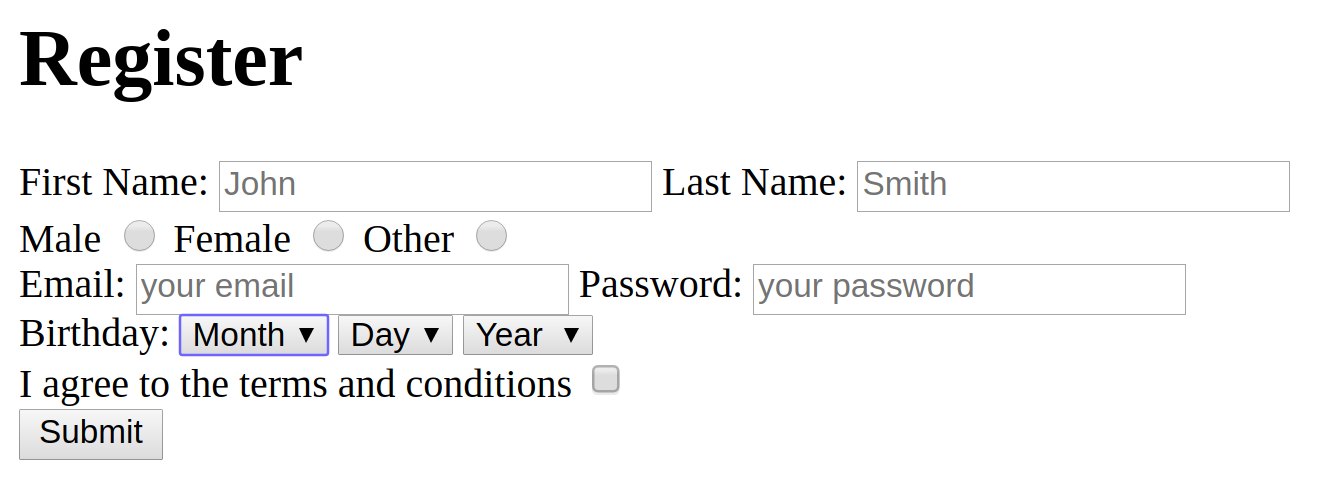 Register
First Name: John Last Name: Smith
Male Female Other
Email: your email Password: your password
Birthday: Month Day Year
I agree to the terms and conditions
Submit